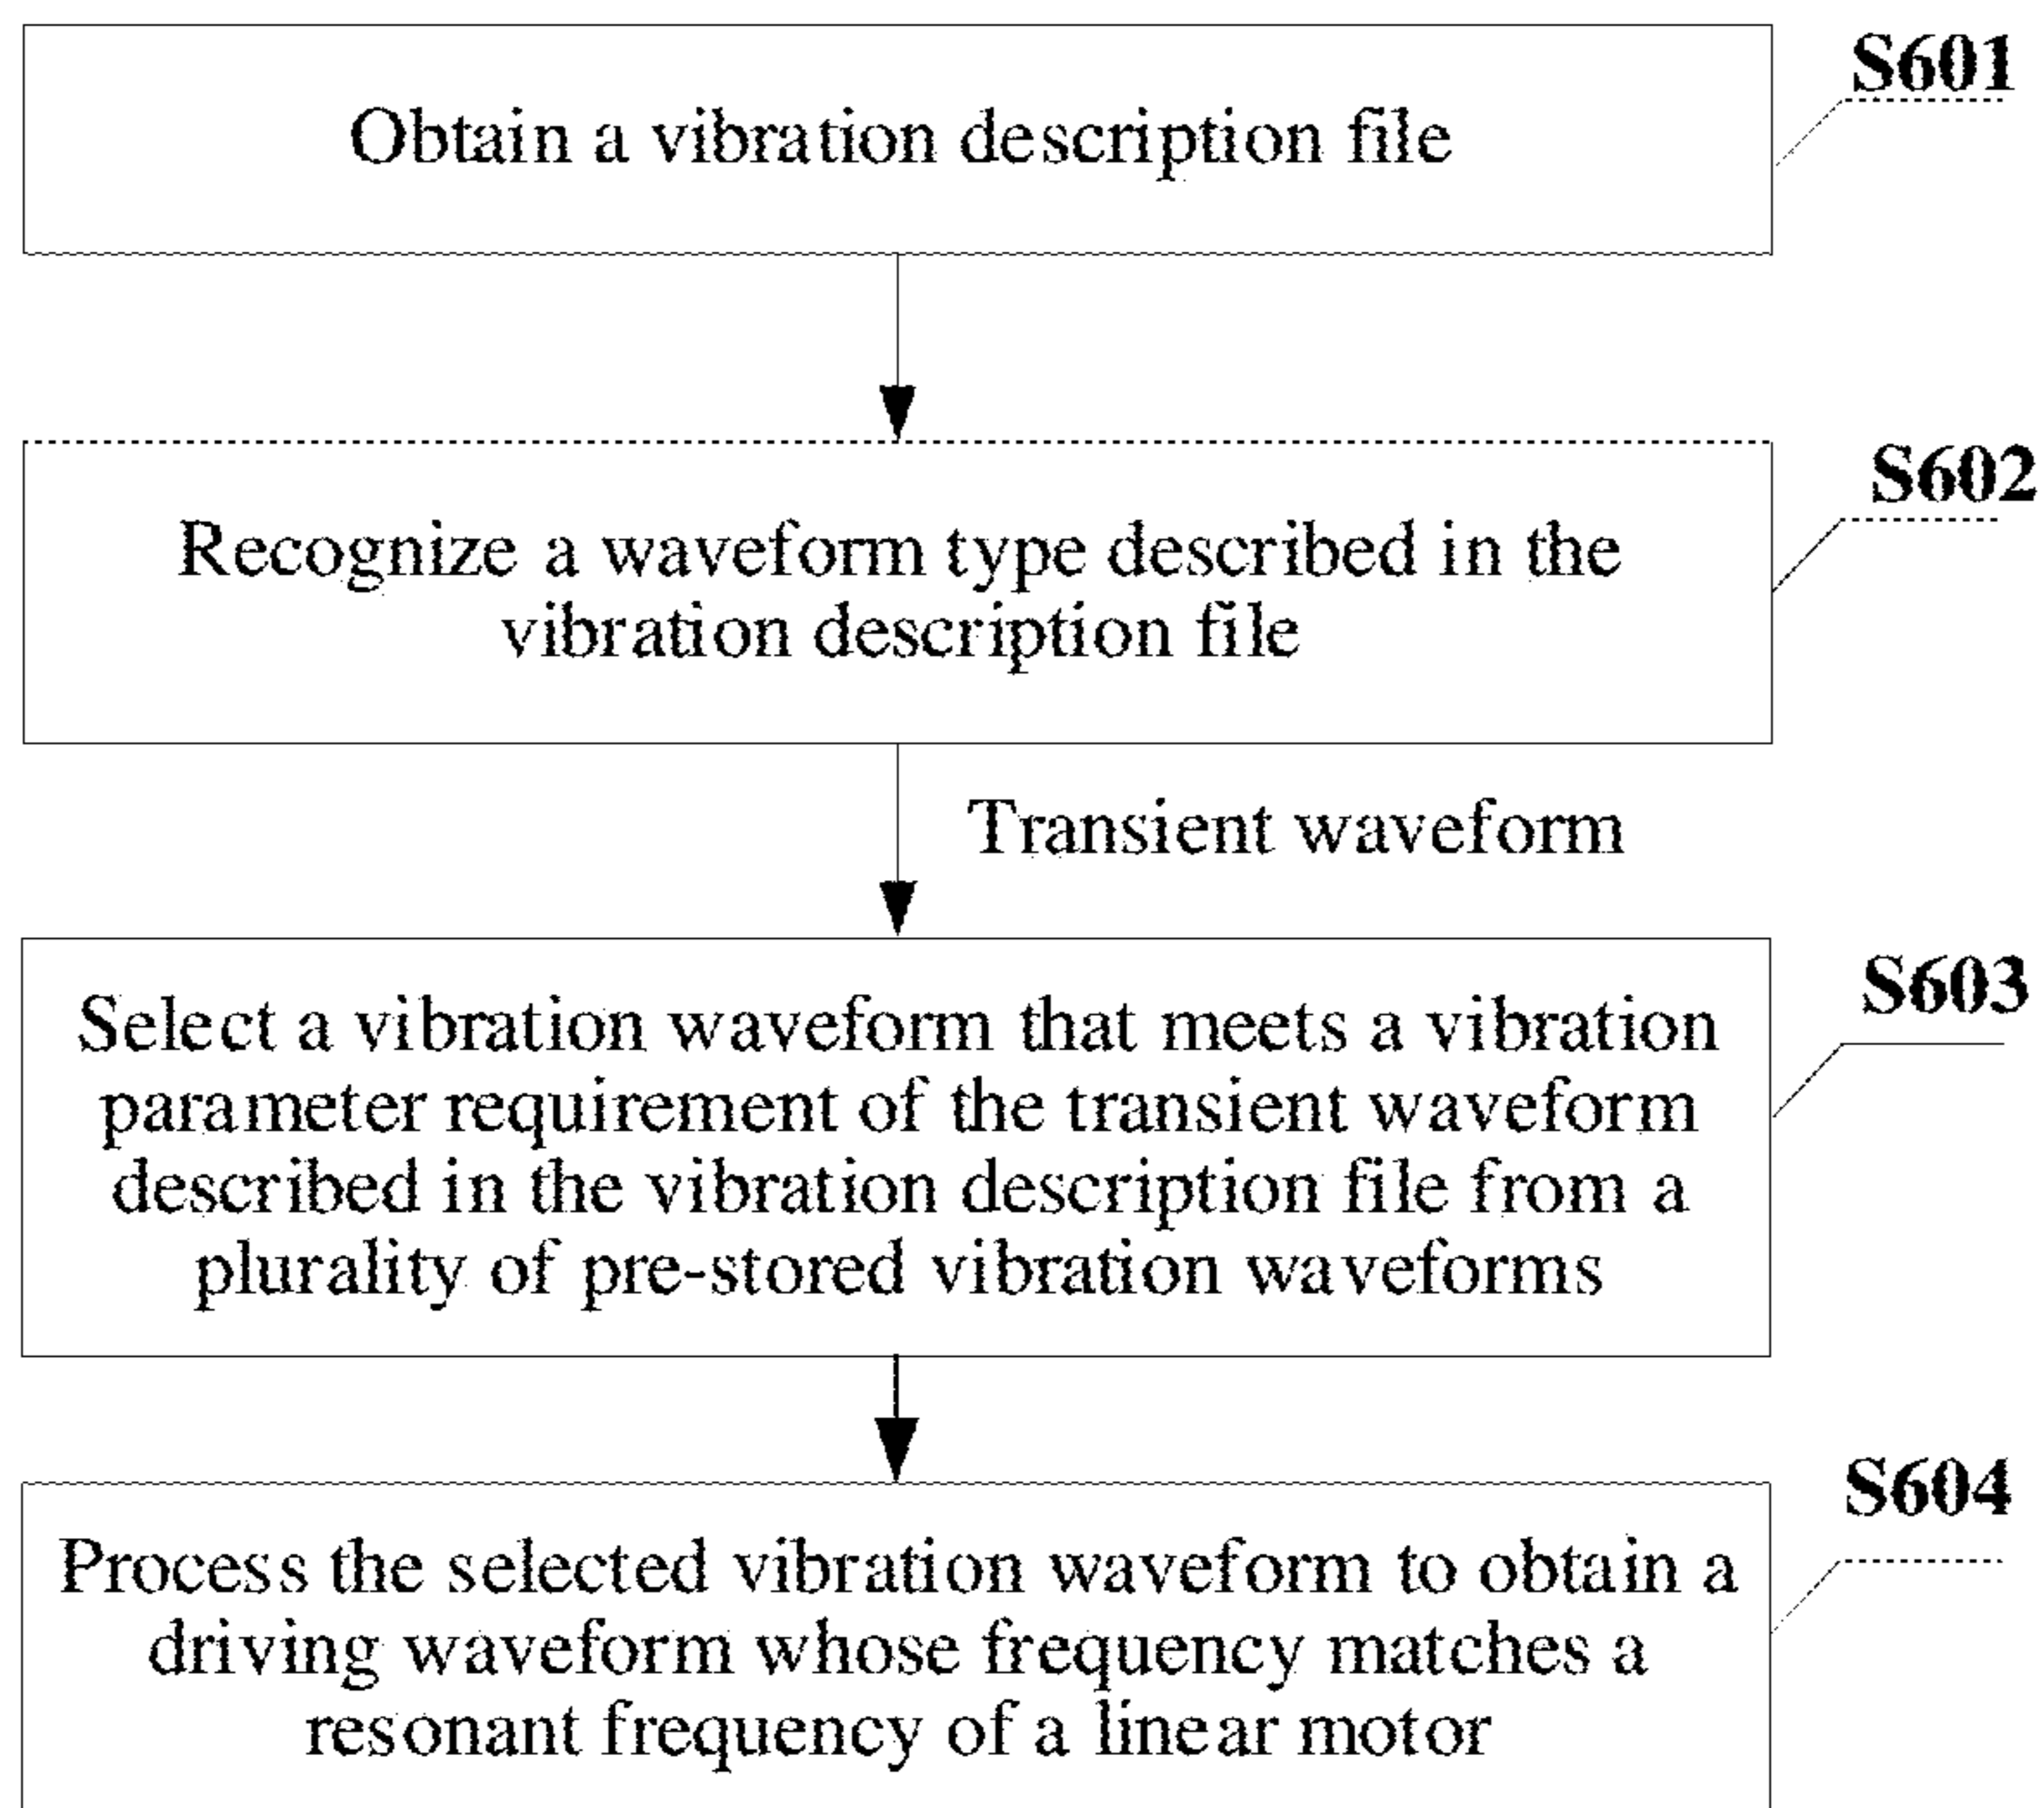 S601
Obtain a vibration description file
S602
Recognize a waveform type described in the
vibration description file
Transient waveform
S603
Select a vibration waveform that meets a vibration
parameter requirement of the transient waveform
described in the vibration description file from a
plurality of pre-stored vibration waveforms
S604
Process the selected vibration waveform to obtain a
driving waveform whose frequency matches a
resonant frequency of a linear motor